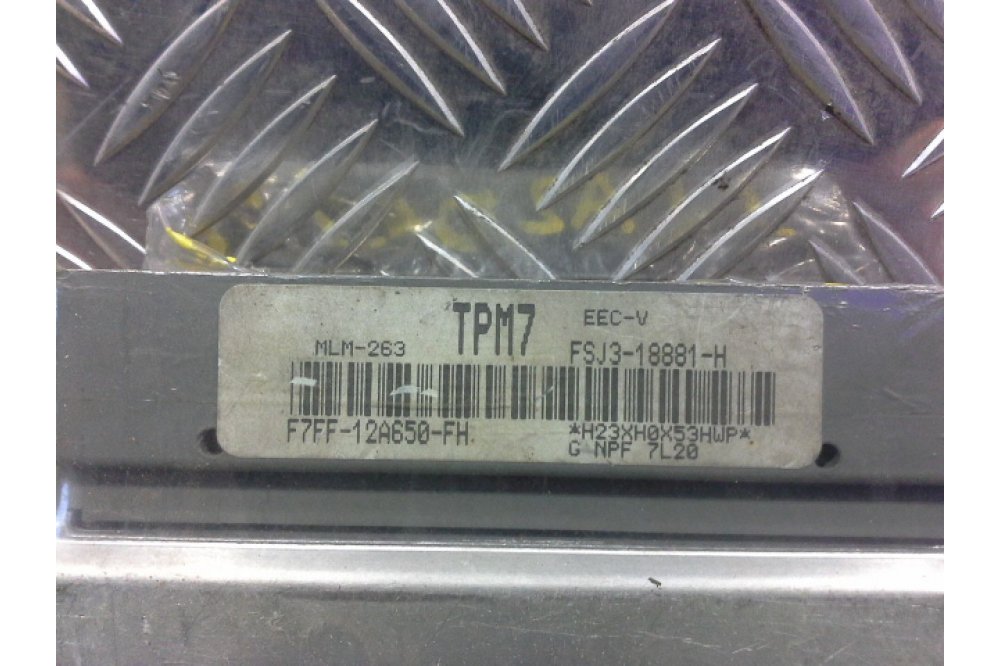 TPM7 EEC-V
MLM-263 FSJ3-18881-H
F7FF-12A650-FH *H23XH0X53HWP*
G NPF 7L20